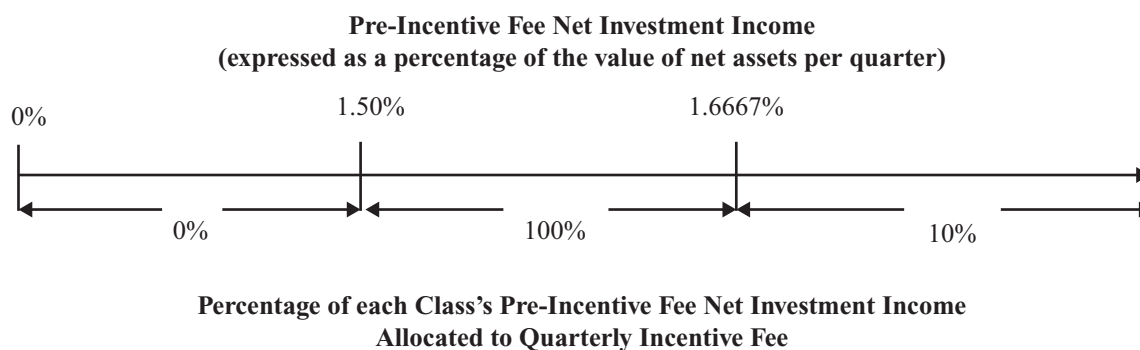 Pre-Incentive Fee Net Investment Income
(expressed as a percentage of the value of net assets per quarter)
0%
1.50%
1.6667%
0%
100%
10%
Percentage of each Class’s Pre-Incentive Fee Net Investment Income
Allocated to Quarterly Incentive Fee